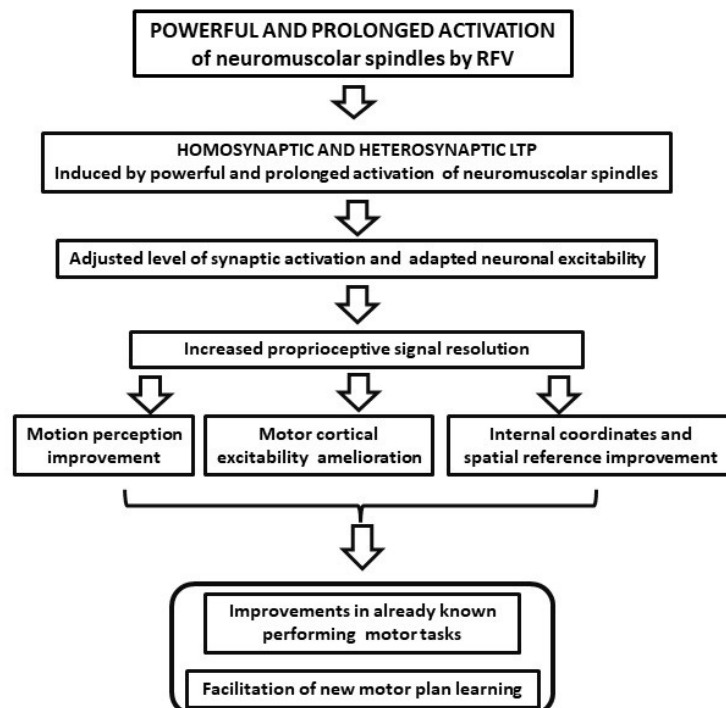 POWERFUL AND PROLONGED ACTIVATION
of neuromuscular spindles by RFV
HOMOSYNAPTIC AND HETEROSYNAPTIC LTP
Induced by powerful and prolonged activation of neuromuscular spindles
Adjusted level of synaptic activation and adapted neuronal excitability
Increased proprioceptive signal resolution
Motion perception
improvement
Motor cortical
excitability amelioration
Internal coordinates and
spatial reference improvement
Improvements in already known
performing motor tasks
Facilitation of new motor plan learning